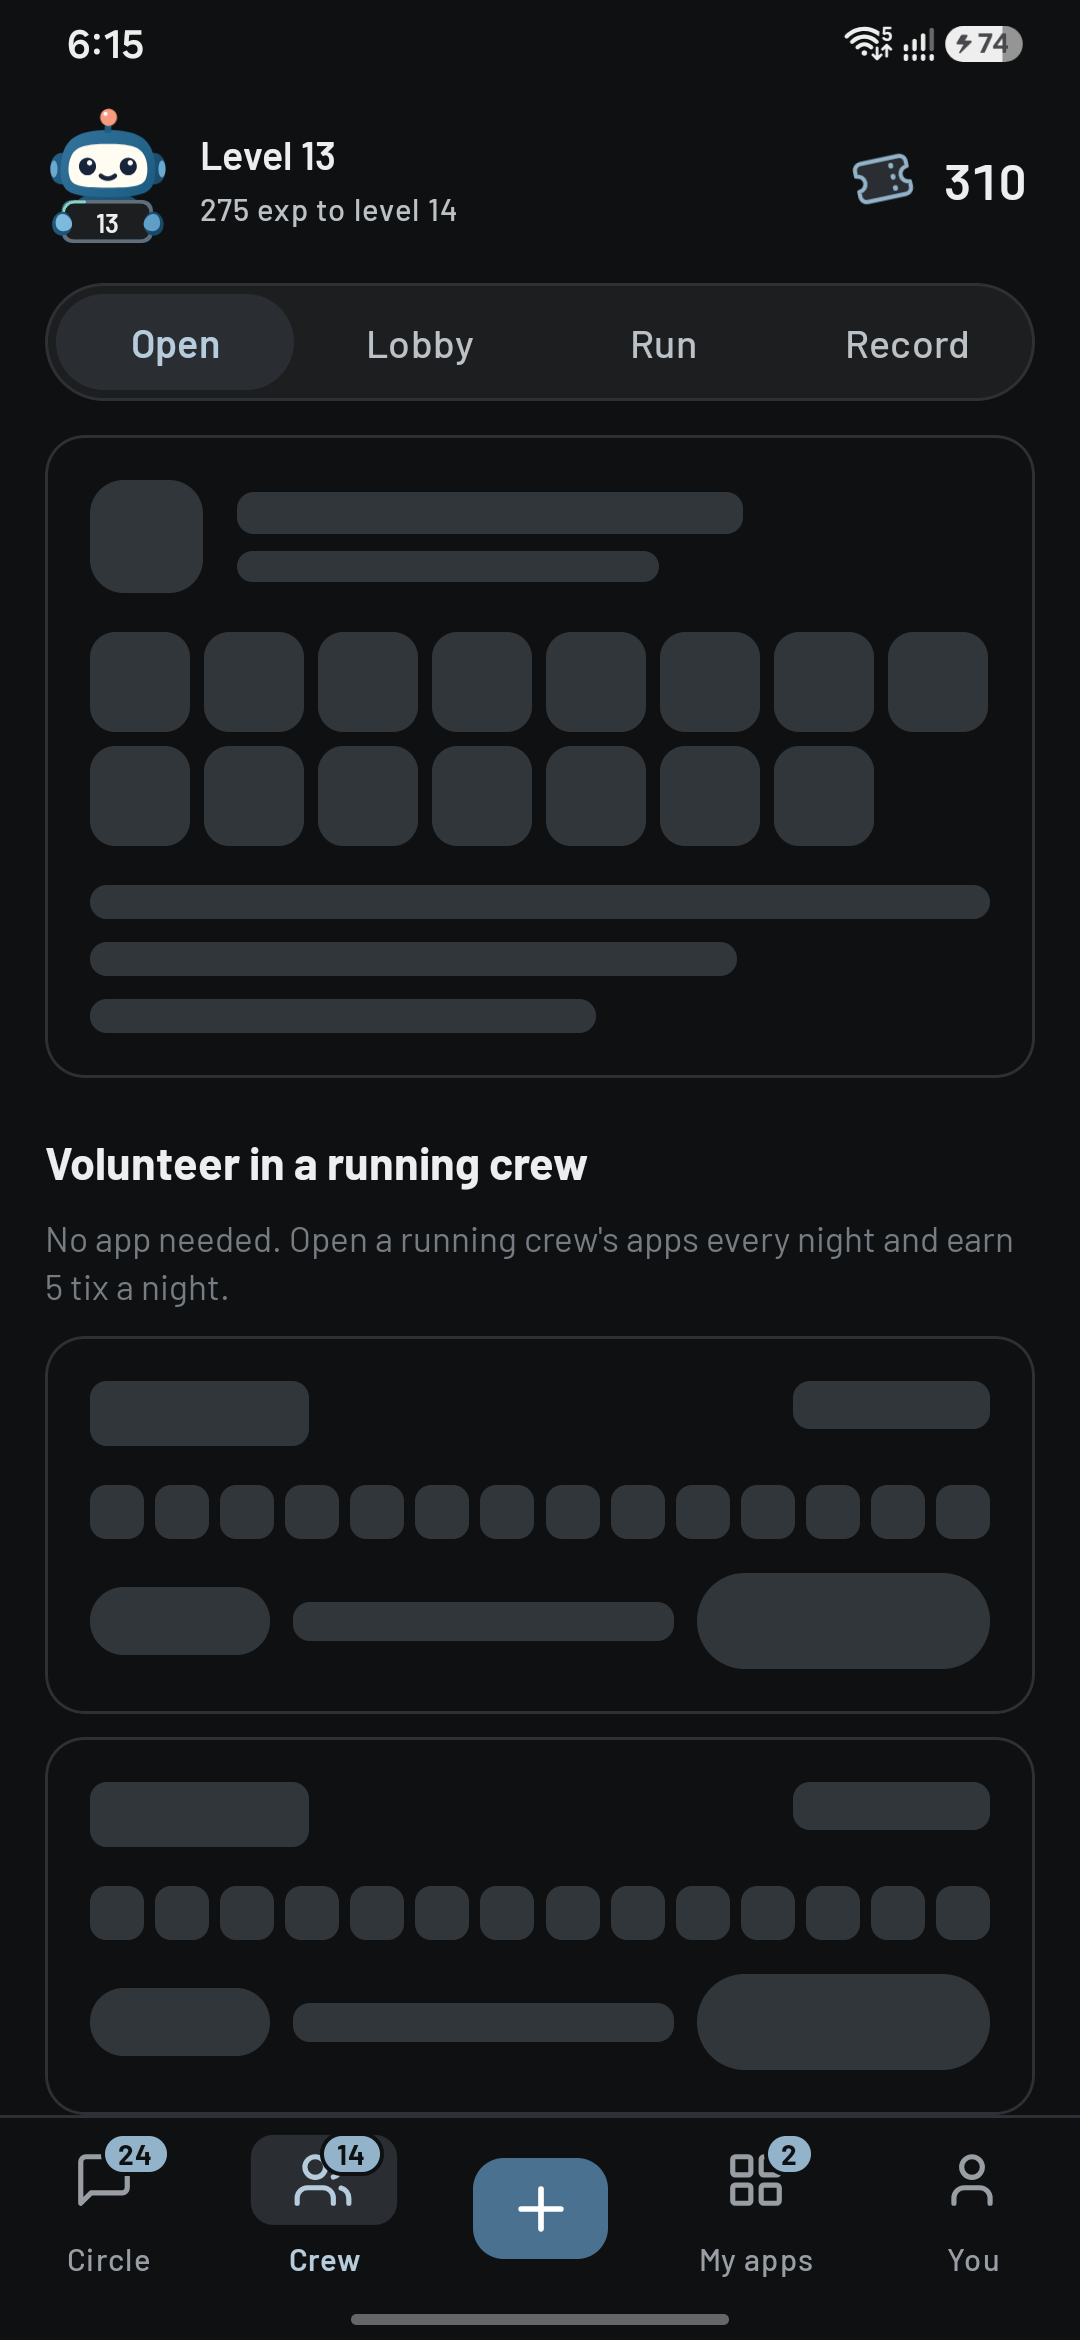 6:15
5
74
Level 13
275 exp to level 14
13
310
Open
Lobby
Run
Record
Volunteer in a running crew
No app needed. Open a running crew's apps every night and earn
5 tix a night.
24
14
2
Circle
Crew
My apps
You